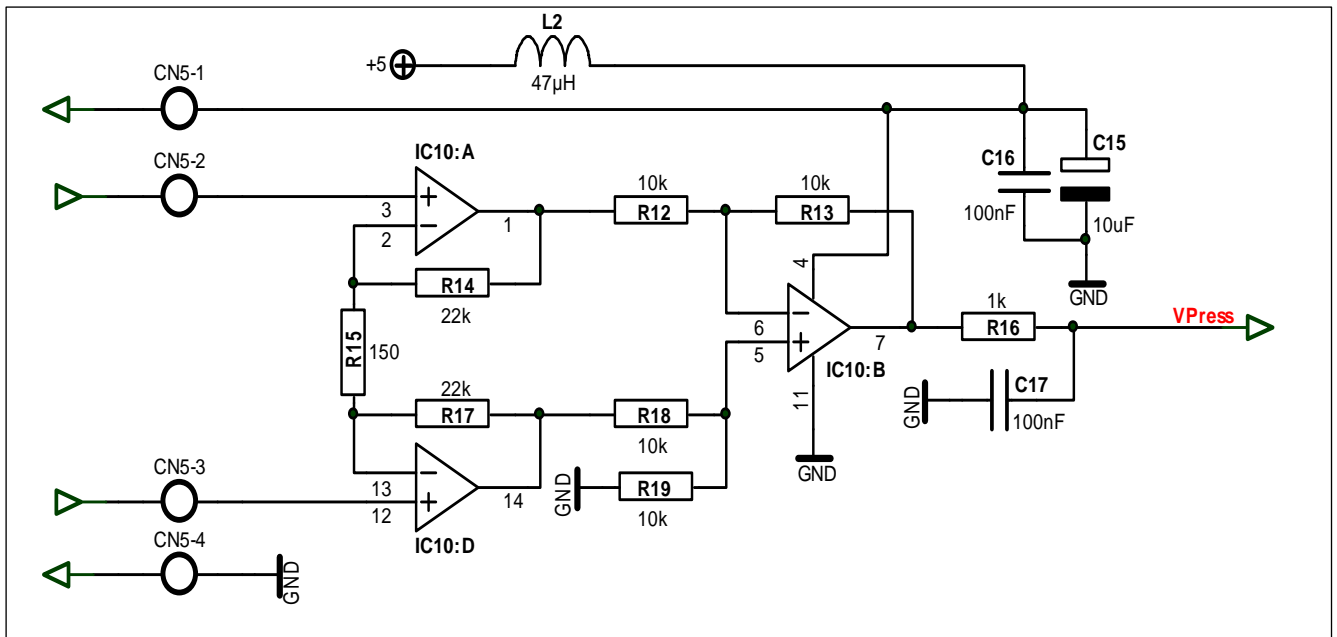 L2
+5
47µH
CN5-1
CN5-2
IC10:A
3
2
1
10k
R12
10k
R13
C16
100nF
C15
10uF
GND
R14
22k
R15
150
4
6
5
7
IC10:B
11
GND
1k
R16
VPress
C17
100nF
GND
22k
R17
R18
10k
CN5-3
13
12
14
IC10:D
GND
R19
10k
CN5-4
GND